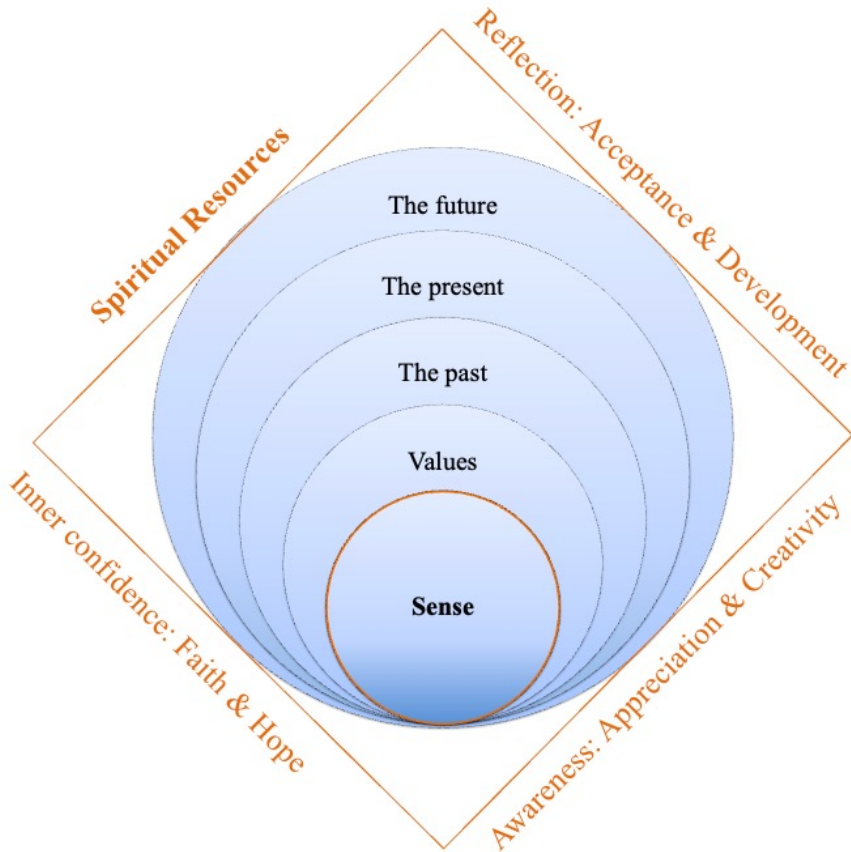 Spiritual Resources
Reflection: Acceptance & Development
The future
The present
The past
Values
Sense
Inner confidence: Faith & Hope
Awareness: Appreciation & Creativity